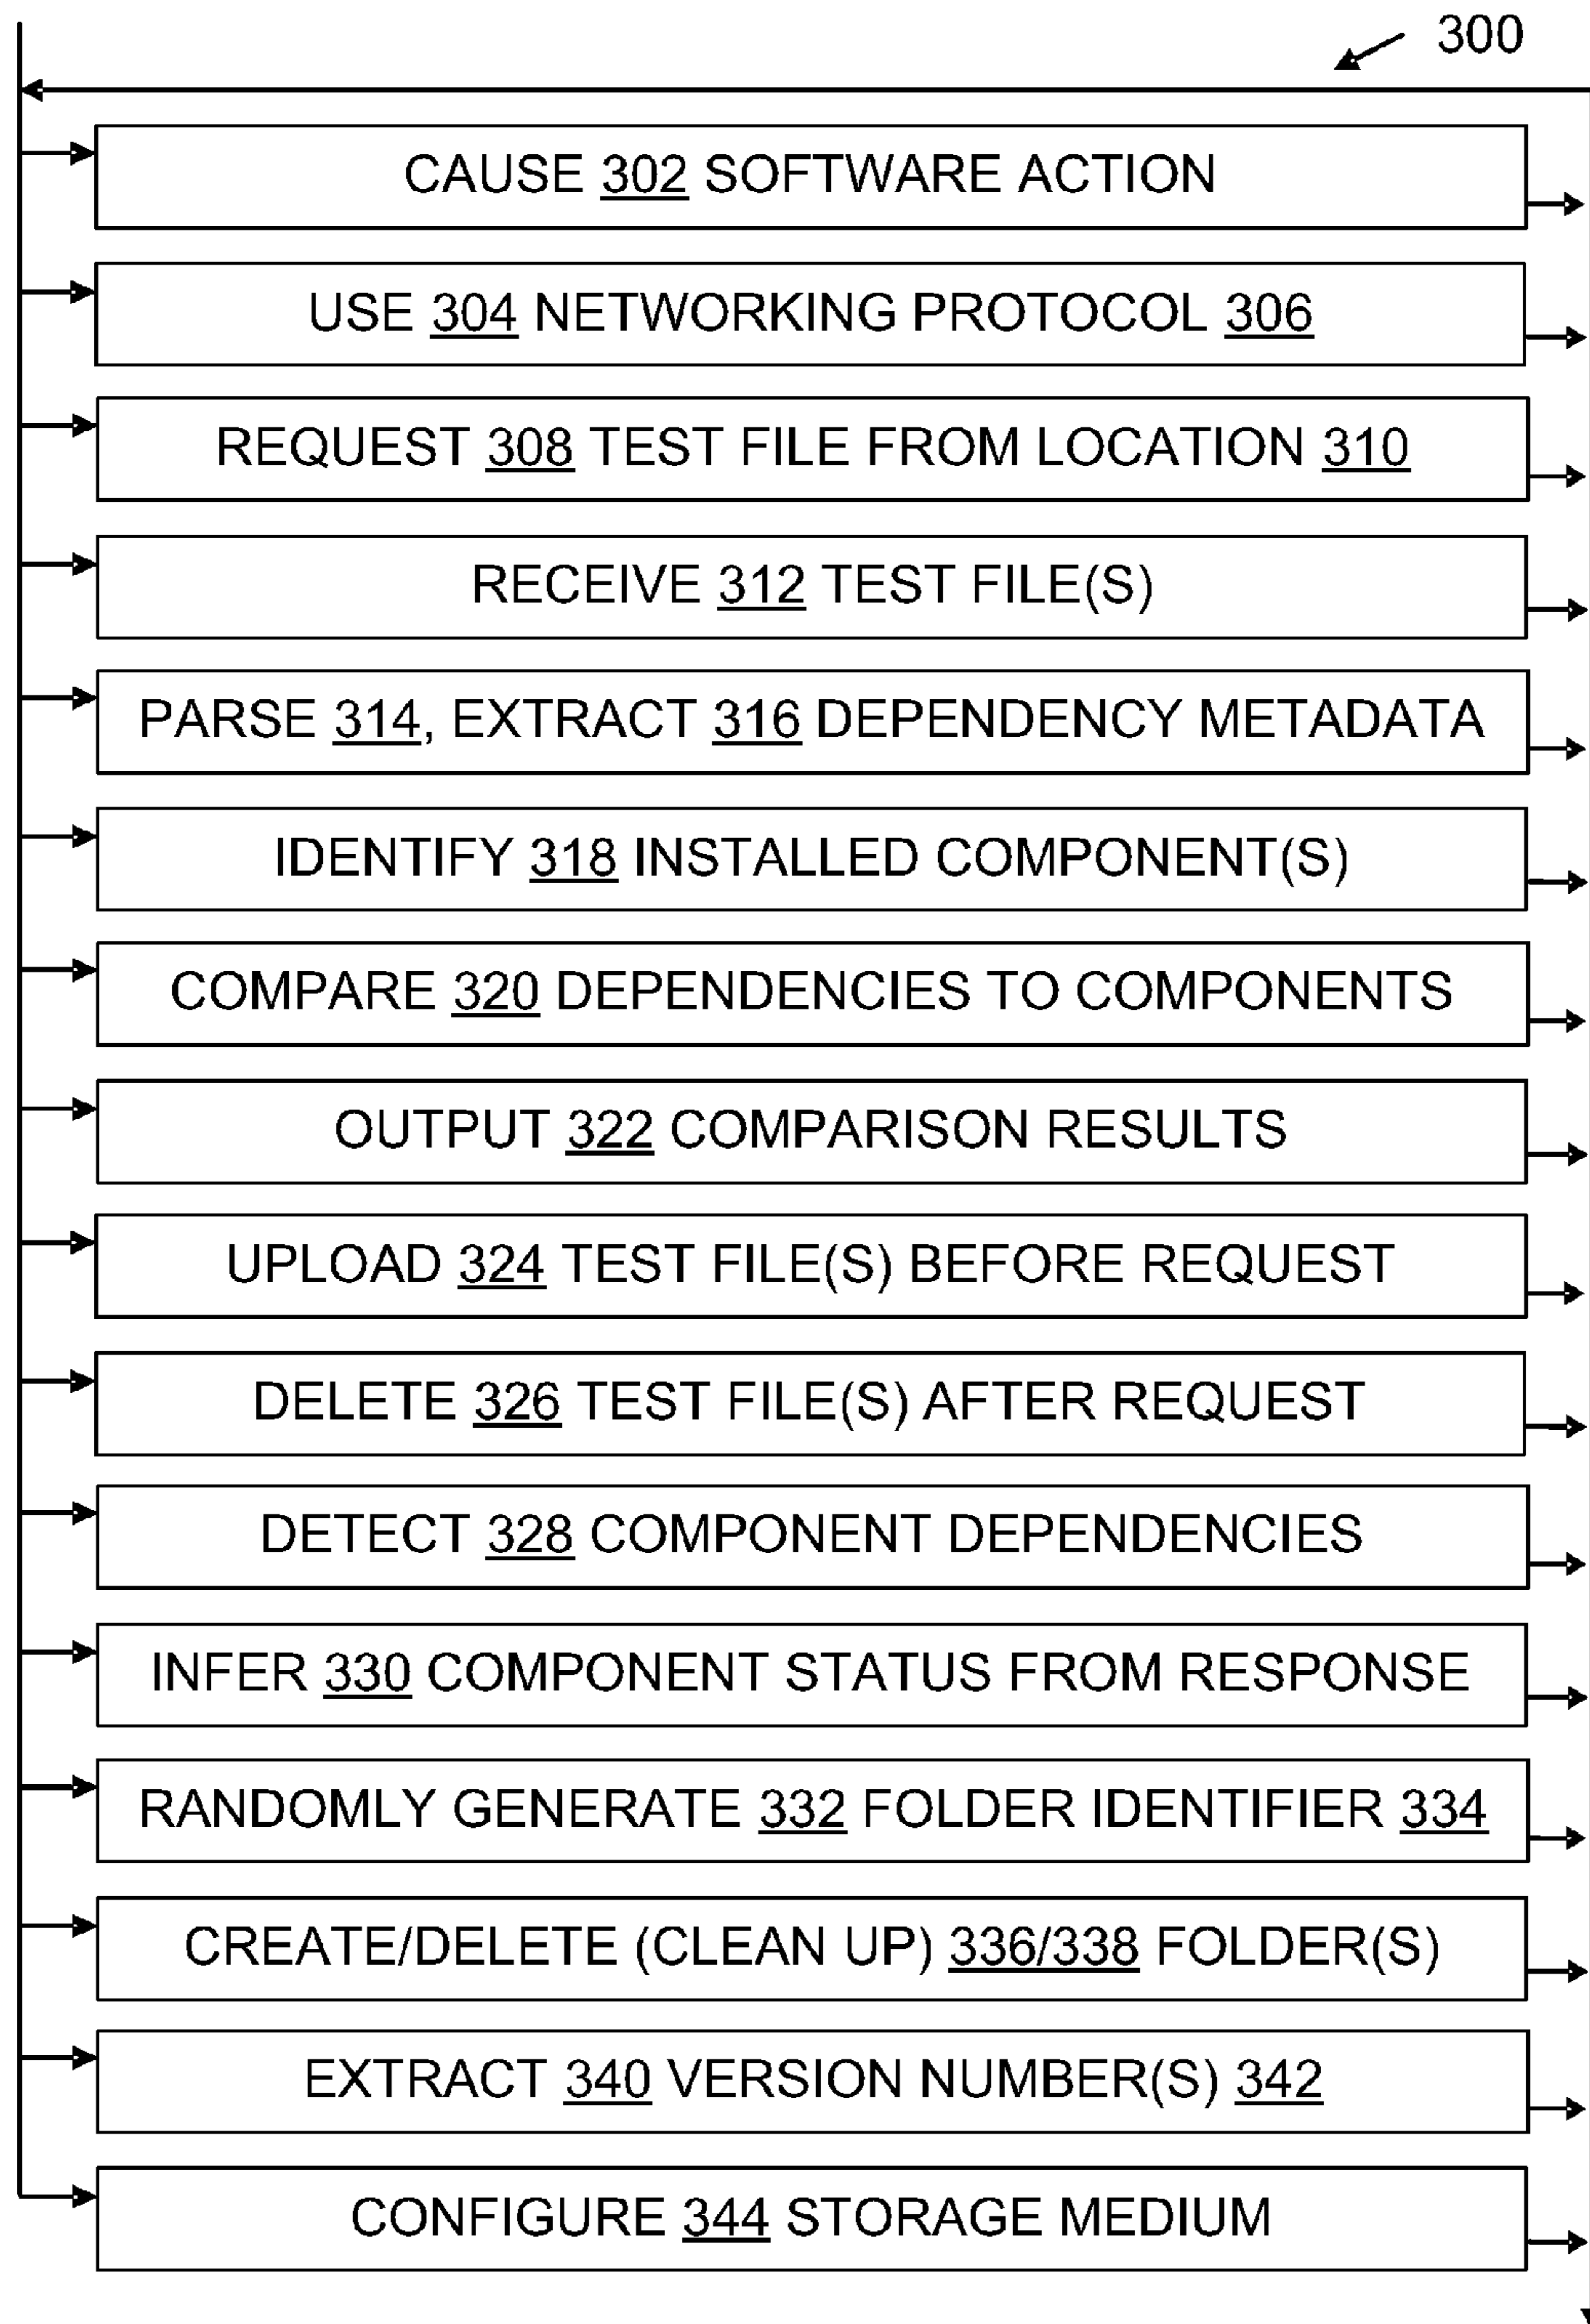 300
CAUSE 302 SOFTWARE ACTION
USE 304 NETWORKING PROTOCOL 306
REQUEST 308 TEST FILE FROM LOCATION 310
RECEIVE 312 TEST FILE(S)
PARSE 314, EXTRACT 316 DEPENDENCY METADATA
IDENTIFY 318 INSTALLED COMPONENT(S)
COMPARE 320 DEPENDENCIES TO COMPONENTS
OUTPUT 322 COMPARISON RESULTS
UPLOAD 324 TEST FILE(S) BEFORE REQUEST
DELETE 326 TEST FILE(S) AFTER REQUEST
DETECT 328 COMPONENT DEPENDENCIES
INFER 330 COMPONENT STATUS FROM RESPONSE
RANDOMLY GENERATE 332 FOLDER IDENTIFIER 334
CREATE/DELETE (CLEAN UP) 336/338 FOLDER(S)
EXTRACT 340 VERSION NUMBER(S) 342
CONFIGURE 344 STORAGE MEDIUM